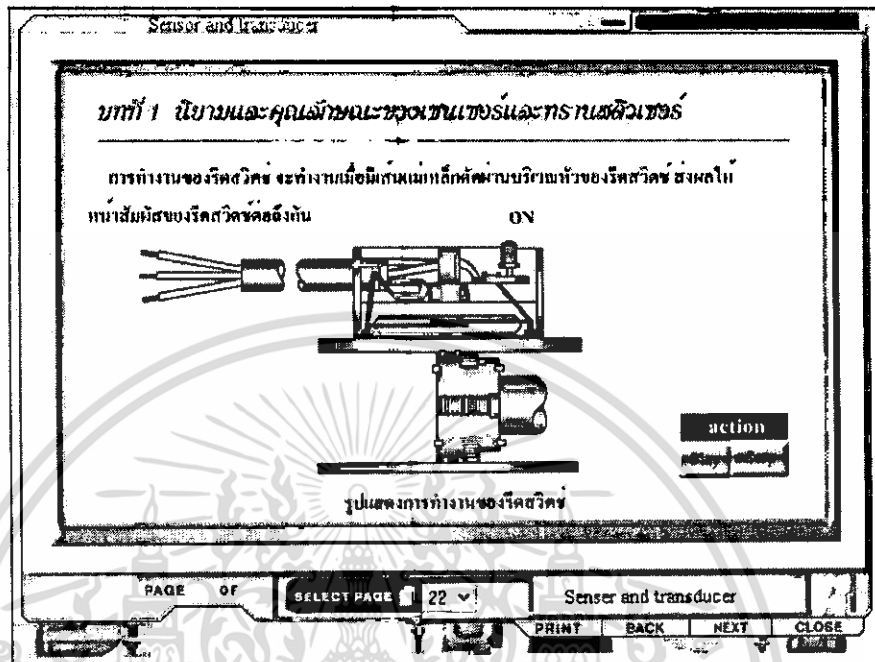 Sensor and transducer
บทที่ 1 นิยามและคุณลักษณะของเซนเซอร์และทรานสดิวเซอร์
การทำงานของรีดสวิตช์ จะทำงานเมื่อมีเส้นแม่เหล็กตัดผ่านบริเวณหัวของรีดสวิตช์ ส่งผลให้
หน้าสัมผัสของรีดสวิตช์ต่อถึงกัน
ON
action
รูปแสดงการทำงานของรีดสวิตช์
PAGE OF
SELECT PAGE
22
Senser and transducer
PRINT BACK NEXT CLOSE